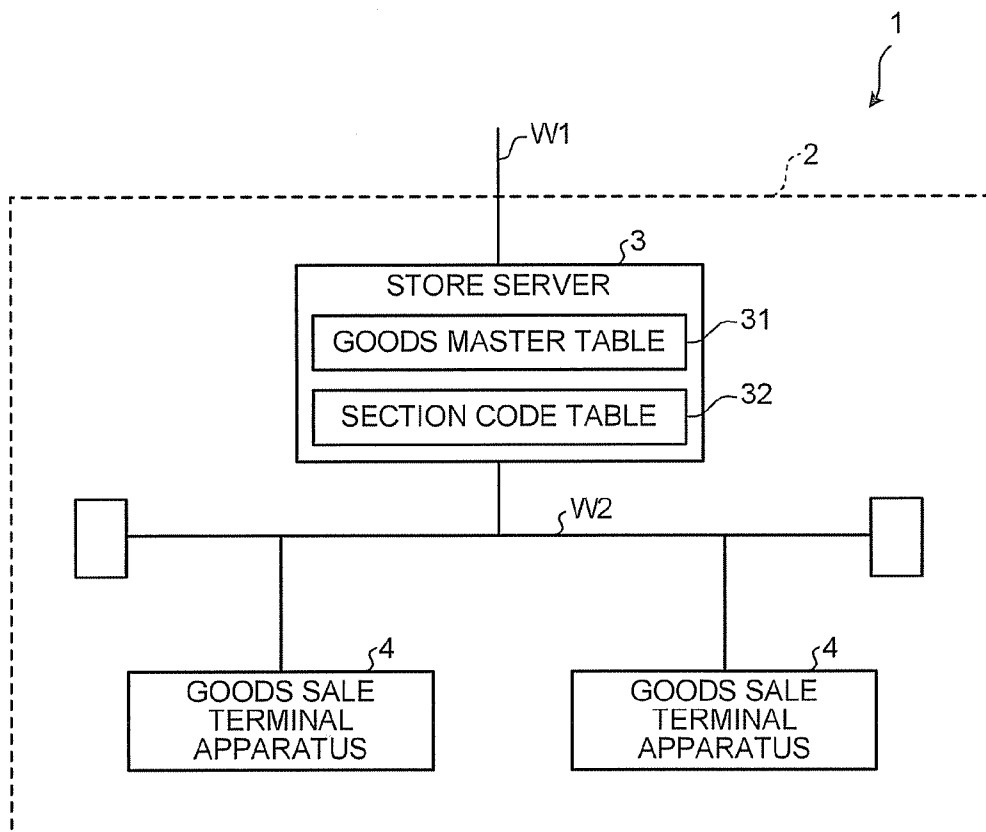 1
W1
2
3
STORE SERVER
GOODS MASTER TABLE
31
SECTION CODE TABLE
32
W2
4
GOODS SALE
TERMINAL
APPARATUS
4
GOODS SALE
TERMINAL
APPARATUS